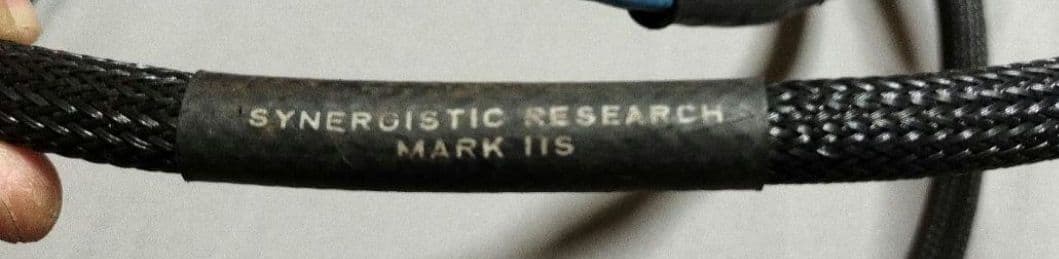 SYNERGISTIC RESEARCH
MARK IIS